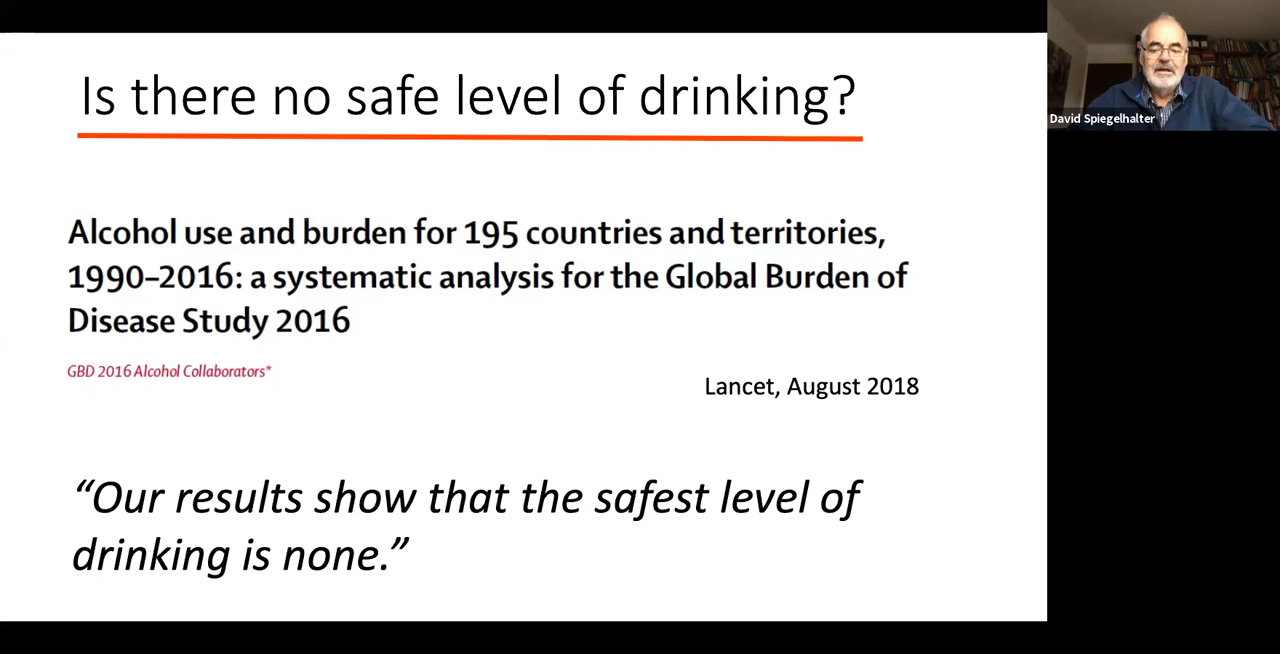 Is there no safe level of drinking?
David Spiegelhalter
Alcohol use and burden for 195 countries and territories,
1990–2016: a systematic analysis for the Global Burden of
Disease Study 2016
GBD 2016 Alcohol Collaborators*
Lancet, August 2018
“Our results show that the safest level of
drinking is none.”